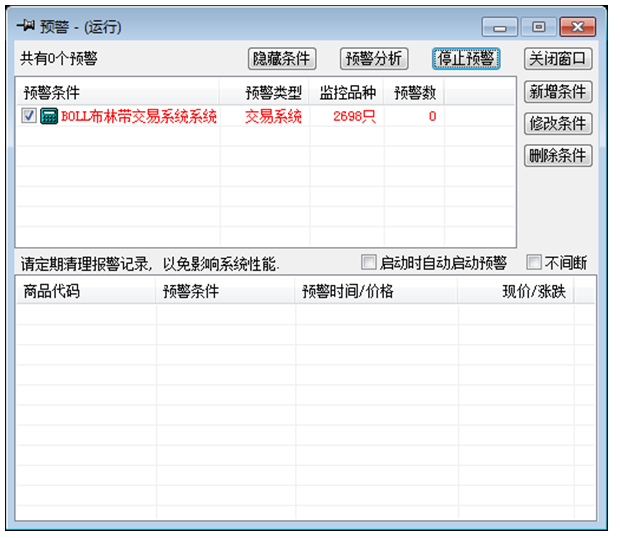 预警 - (运行)
共有0个预警 隐藏条件 预警分析 停止预警 关闭窗口
预警条件 预警类型 监控品种 预警数 新增条件
BOLL布林带交易系统系统 交易系统 2698只 0
修改条件
删除条件
请定期清理报警记录, 以免影响系统性能. 启动时自动启动预警 不间断
商品代码 预警条件 预警时间/价格 现价/涨跌